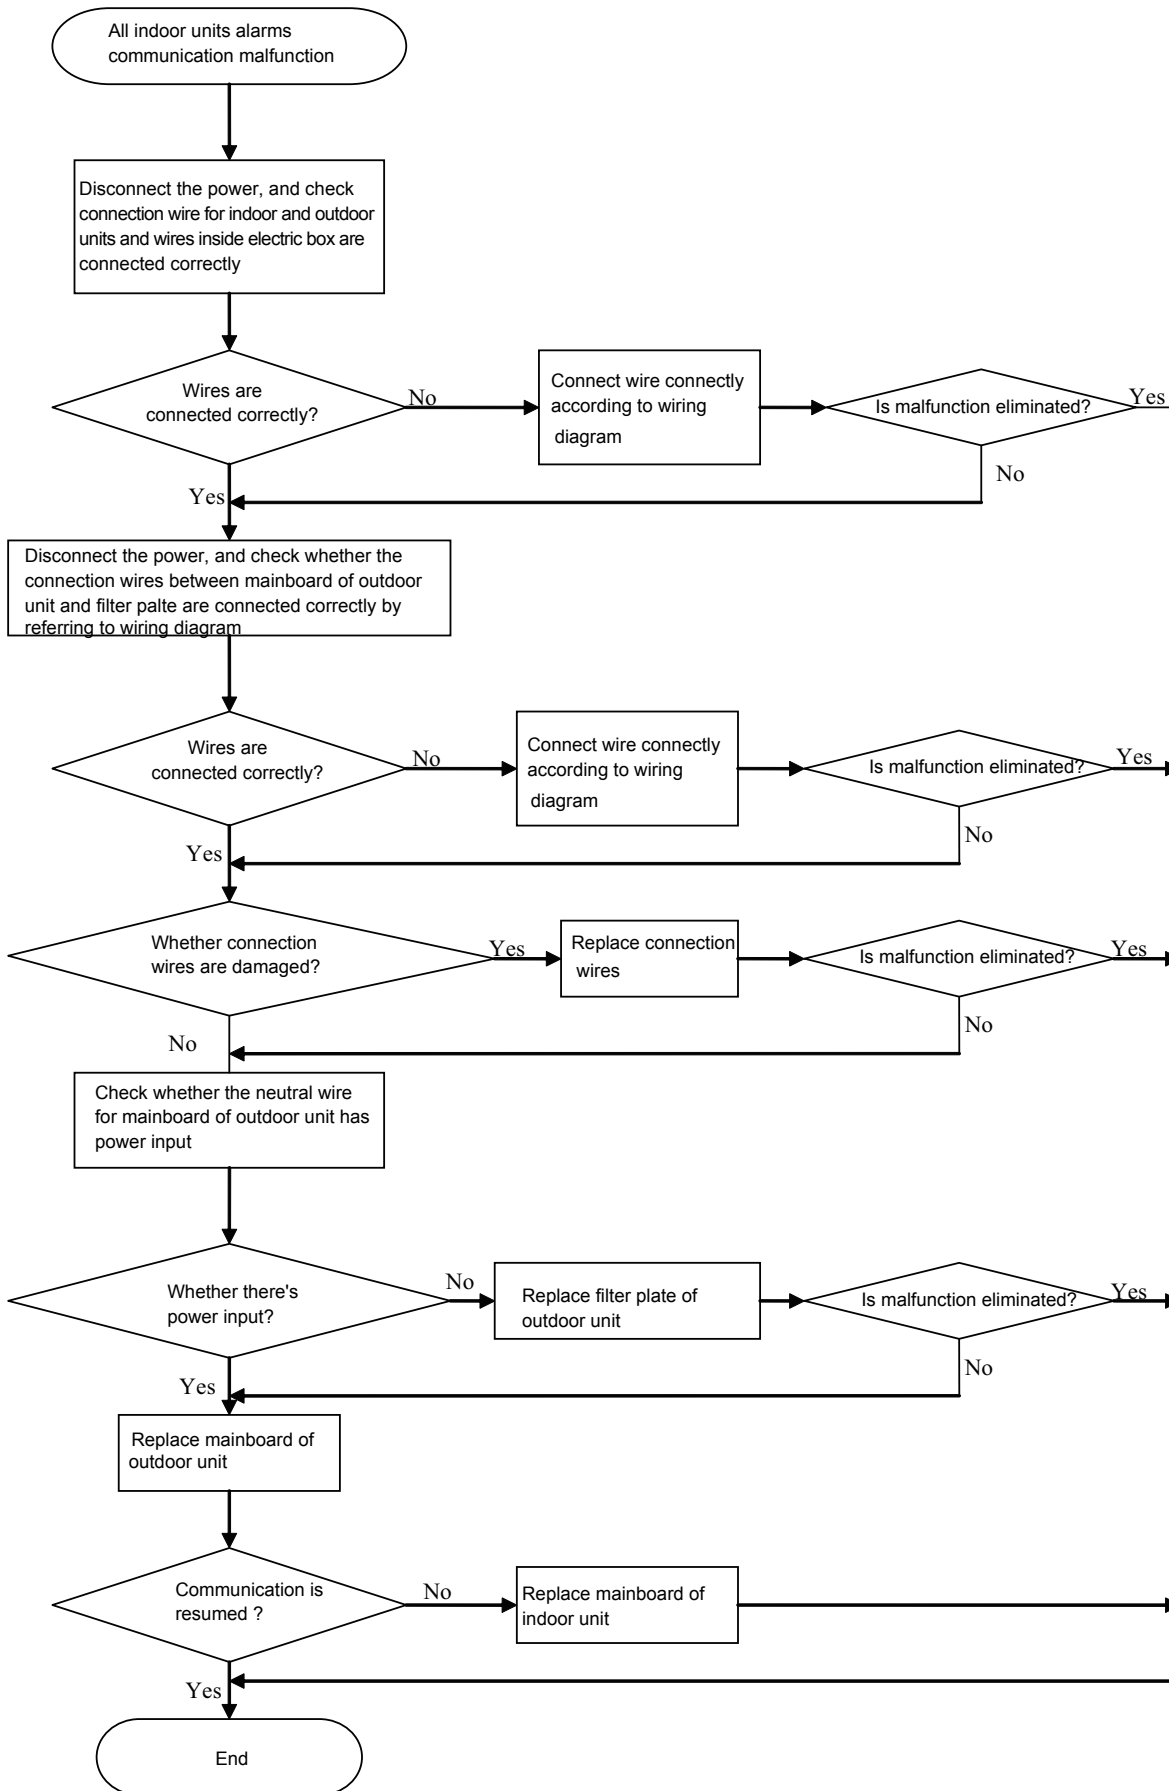 All indoor units alarms
communication malfunction
Disconnect the power, and check
connection wire for indoor and outdoor
units and wires inside electric box are
connected correctly
Wires are
connected correctly?
No
Connect wire connectly
according to wiring
diagram
Is malfunction eliminated?
Yes
No
Yes
Disconnect the power, and check whether the
connection wires between mainboard of outdoor
unit and filter palte are connected correctly by
referring to wiring diagram
Wires are
connected correctly?
No
Connect wire connectly
according to wiring
diagram
Is malfunction eliminated?
Yes
No
Yes
Whether connection
wires are damaged?
Yes
Replace connection
wires
Is malfunction eliminated?
Yes
No
No
Check whether the neutral wire
for mainboard of outdoor unit has
power input
Whether there's
power input?
No
Replace filter plate of
outdoor unit
Is malfunction eliminated?
Yes
No
Yes
Replace mainboard of
outdoor unit
Communication is
resumed ?
No
Replace mainboard of
indoor unit
Yes
End